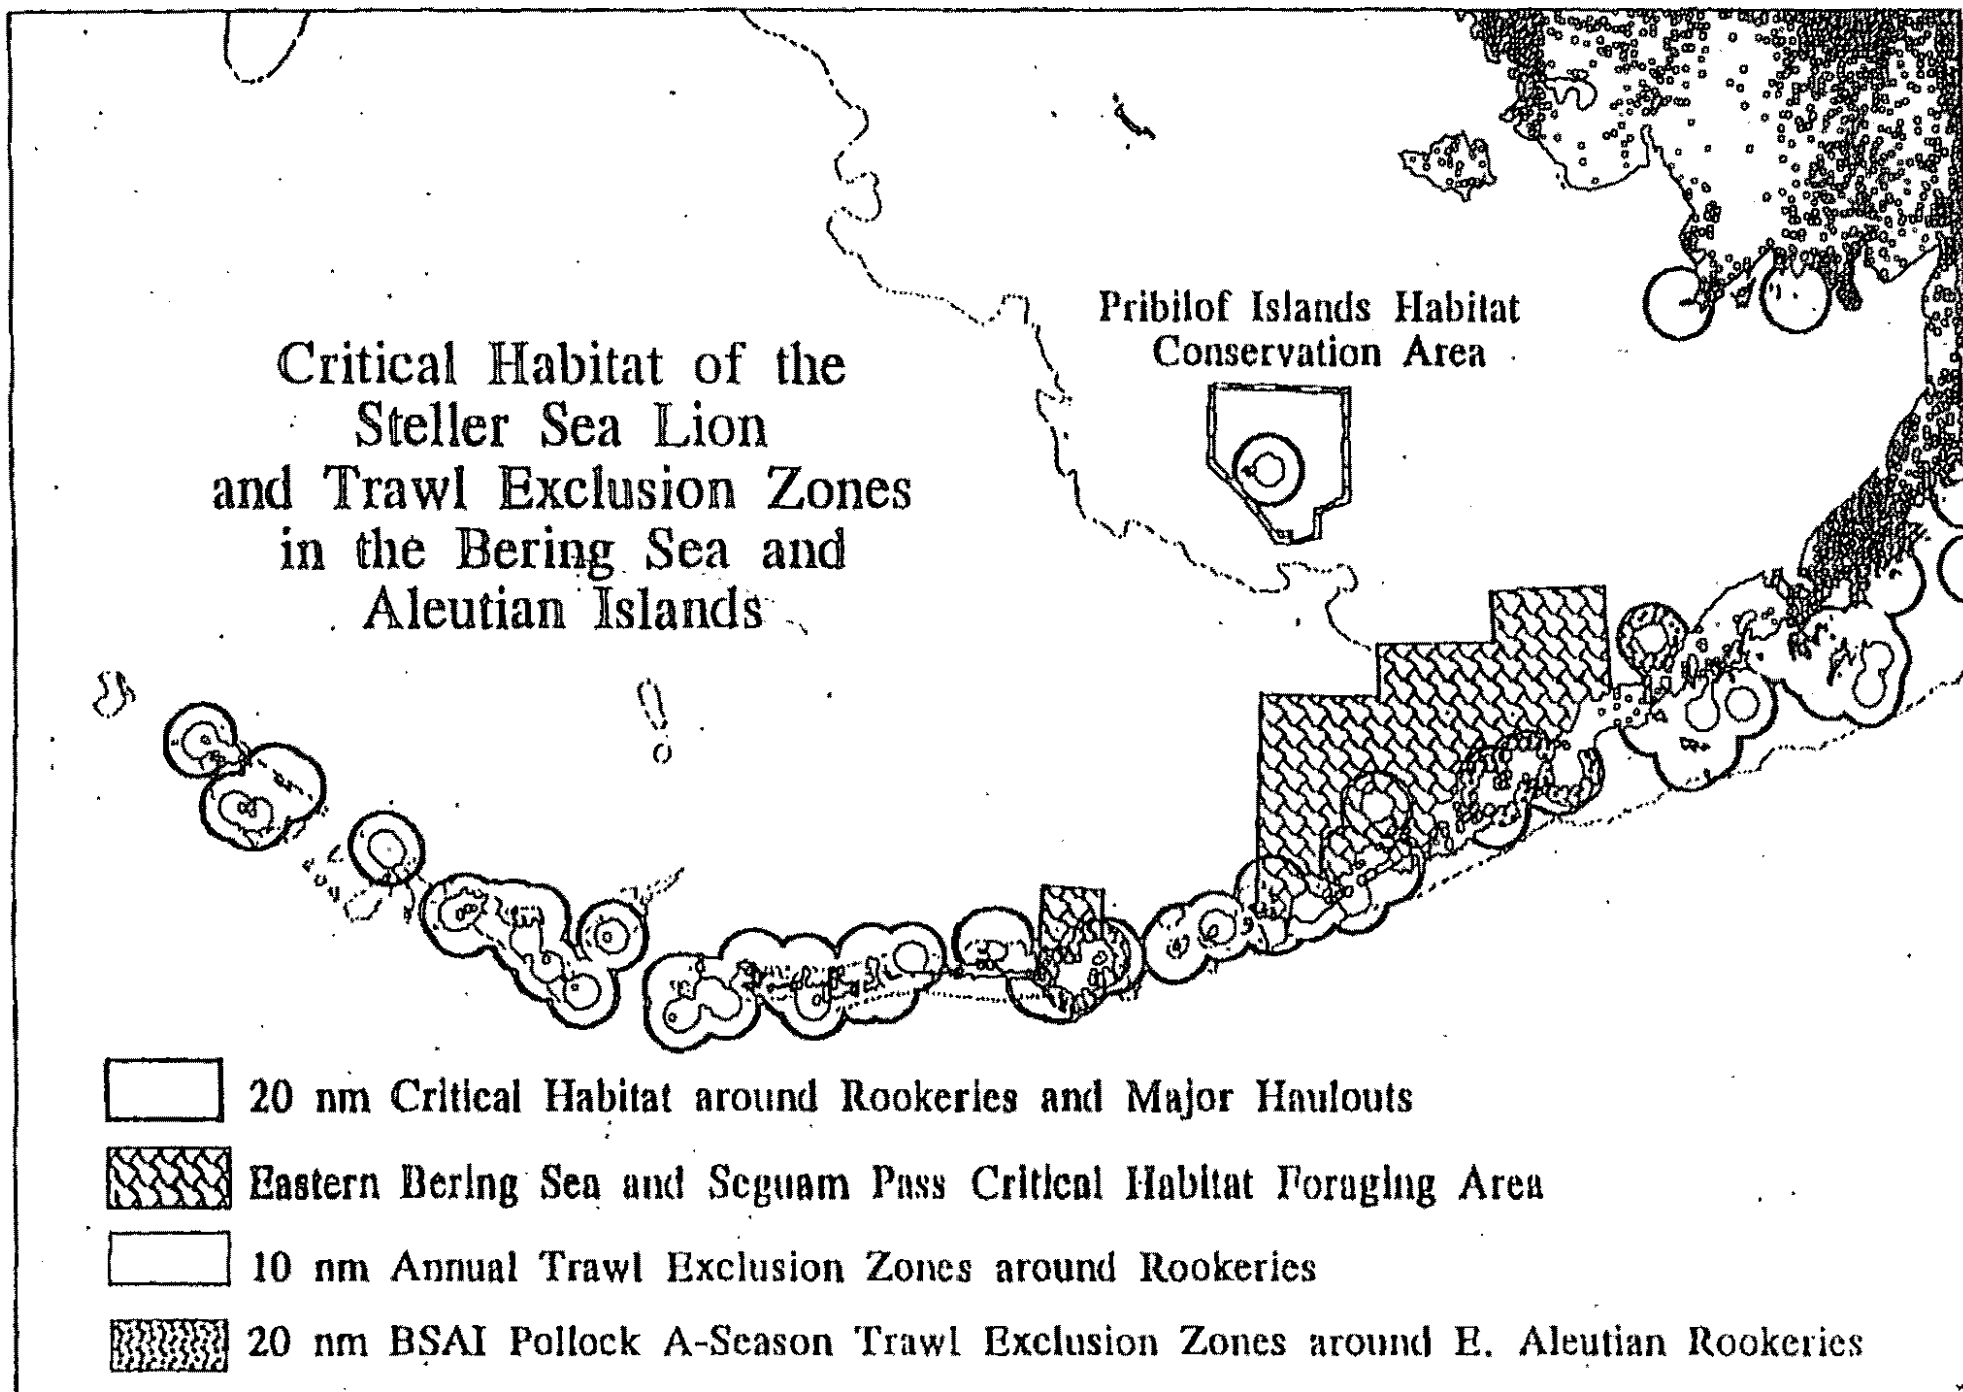 Pribilof Islands Habitat
Conservation Area
Critical Habitat of the
Steller Sea Lion
and Trawl Exclusion Zones
in the Bering Sea and
Aleutian Islands
20 nm Critical Habitat around Rookeries and Major Haulouts
Eastern Bering Sea and Seguam Pass Critical Habitat Foraging Area
10 nm Annual Trawl Exclusion Zones around Rookeries
20 nm BSAI Pollock A-Season Trawl Exclusion Zones around E. Aleutian Rookeries